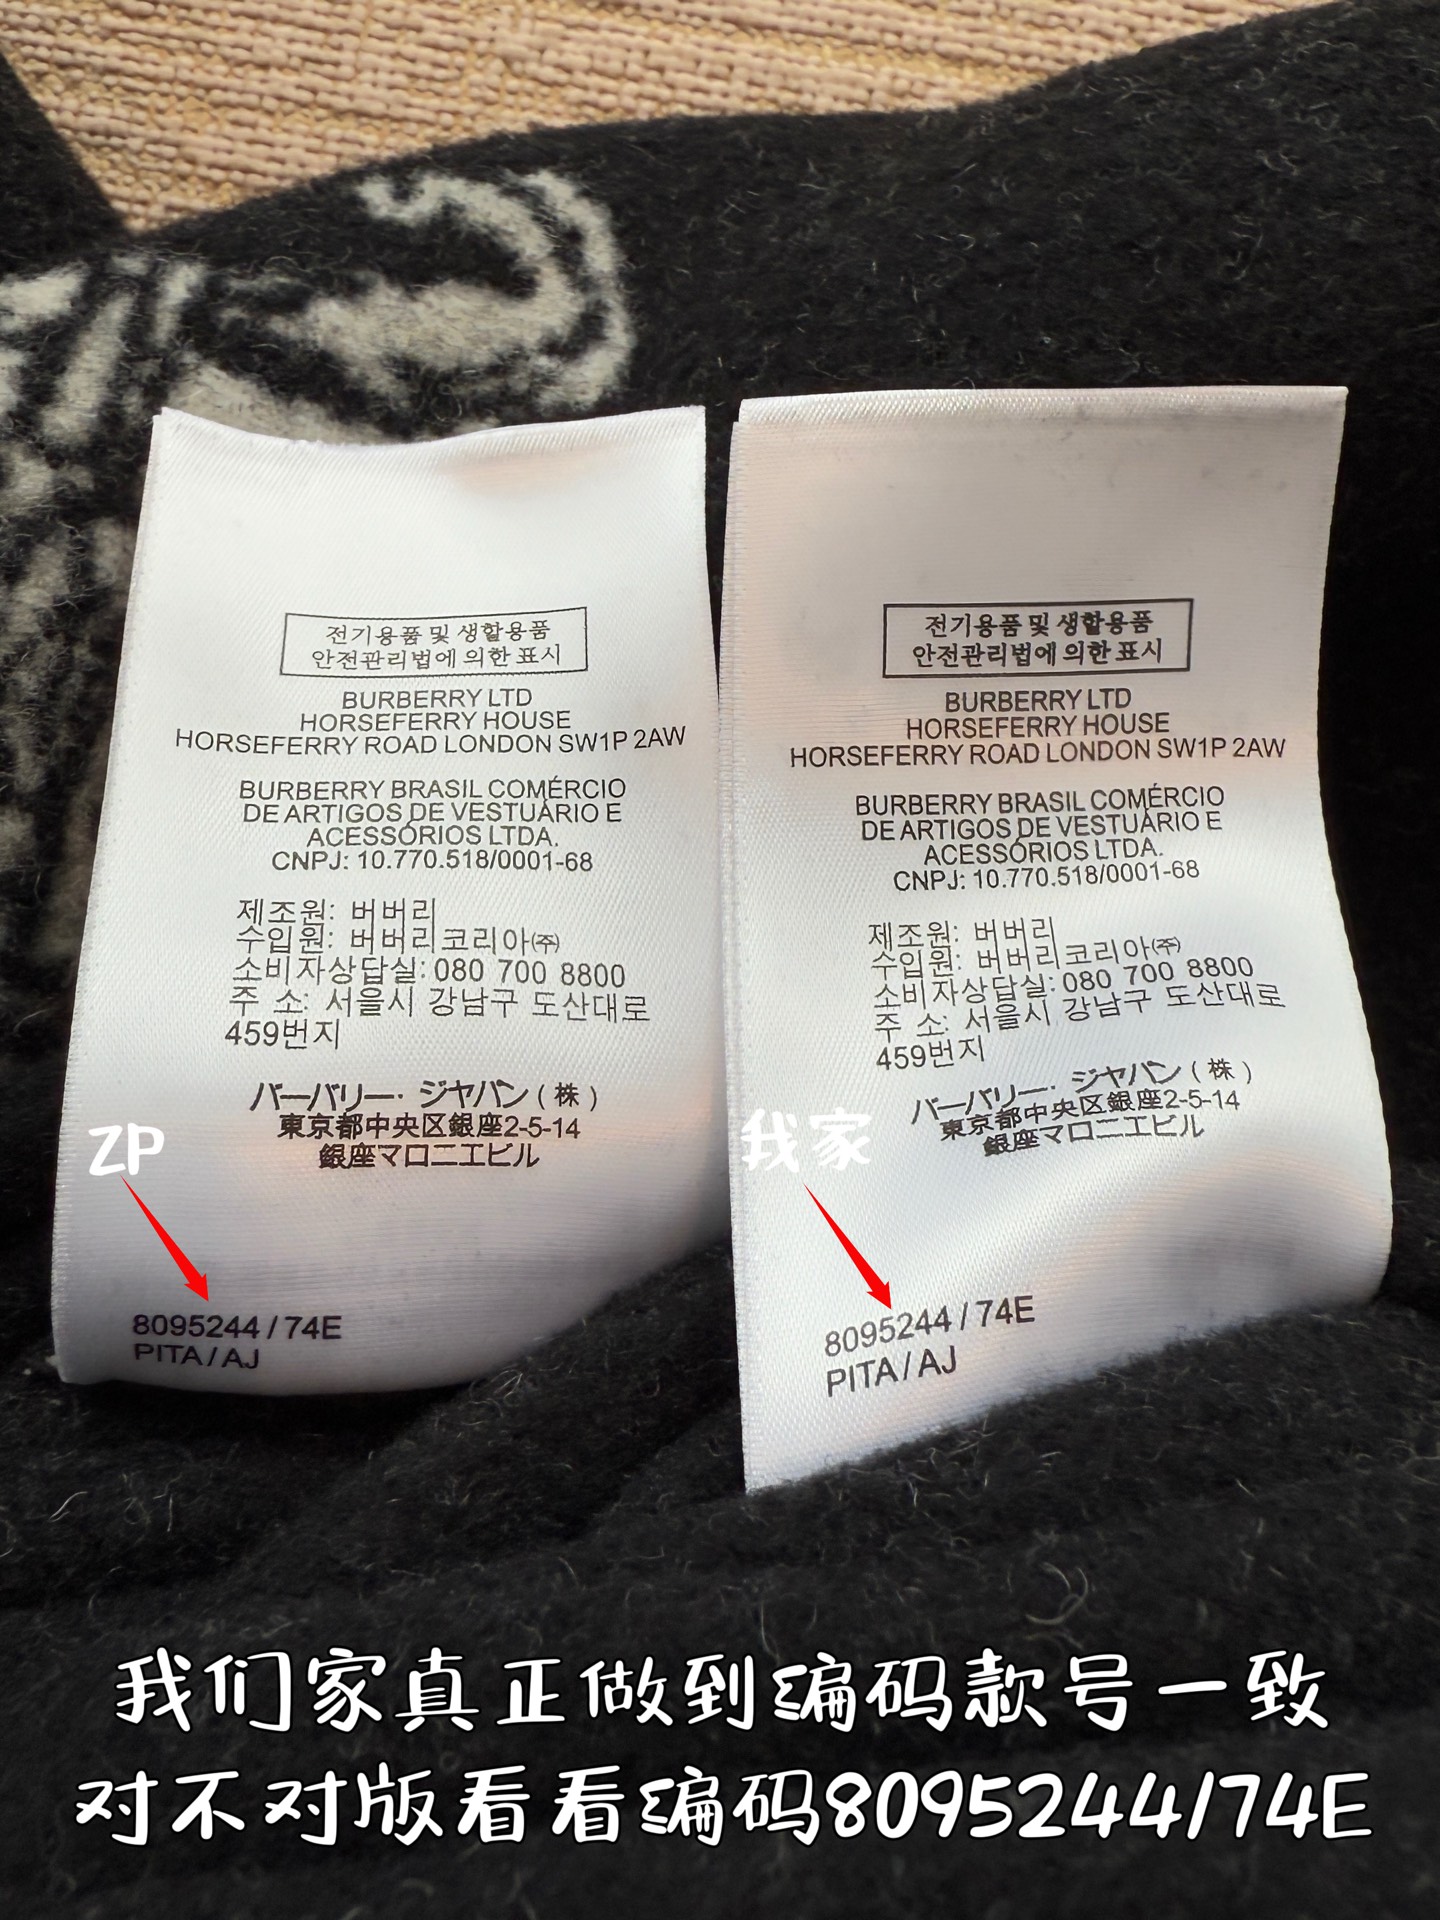 전기용품 및 생활용품
안전관리법에 의한 표시
BURBERRY LTD
HORSEFERRY HOUSE
HORSEFERRY ROAD LONDON SW1P 2AW
BURBERRY BRASIL COMÉRCIO
DE ARTIGOS DE VESTUÁRIO E
ACESSÓRIOS LTDA.
CNPJ: 10.770.518/0001-68
제조원: 버버리
수입원: 버버리코리아㈜
소비자상답실: 080 700 8800
주 소: 서울시 강남구 도산대로
459번지
バーバリー・ジャパン(株)
東京都中央区銀座2-5-14
銀座マロニエビル
ZP
8095244 / 74E
PITA / AJ
전기용품 및 생활용품
안전관리법에 의한 표시
BURBERRY LTD
HORSEFERRY HOUSE
HORSEFERRY ROAD LONDON SW1P 2AW
BURBERRY BRASIL COMÉRCIO
DE ARTIGOS DE VESTUÁRIO E
ACESSÓRIOS LTDA.
CNPJ: 10.770.518/0001-68
제조원: 버버리
수입원: 버버리코리아㈜
소비자상답실: 080 700 8800
주 소: 서울시 강남구 도산대로
459번지
バーバリー・ジャパン(株)
東京都中央区銀座2-5-14
銀座マロニエビル
我家
8095244 / 74E
PITA / AJ
我们家真正做到编码款号一致
对不对版看看编码8095244/74E